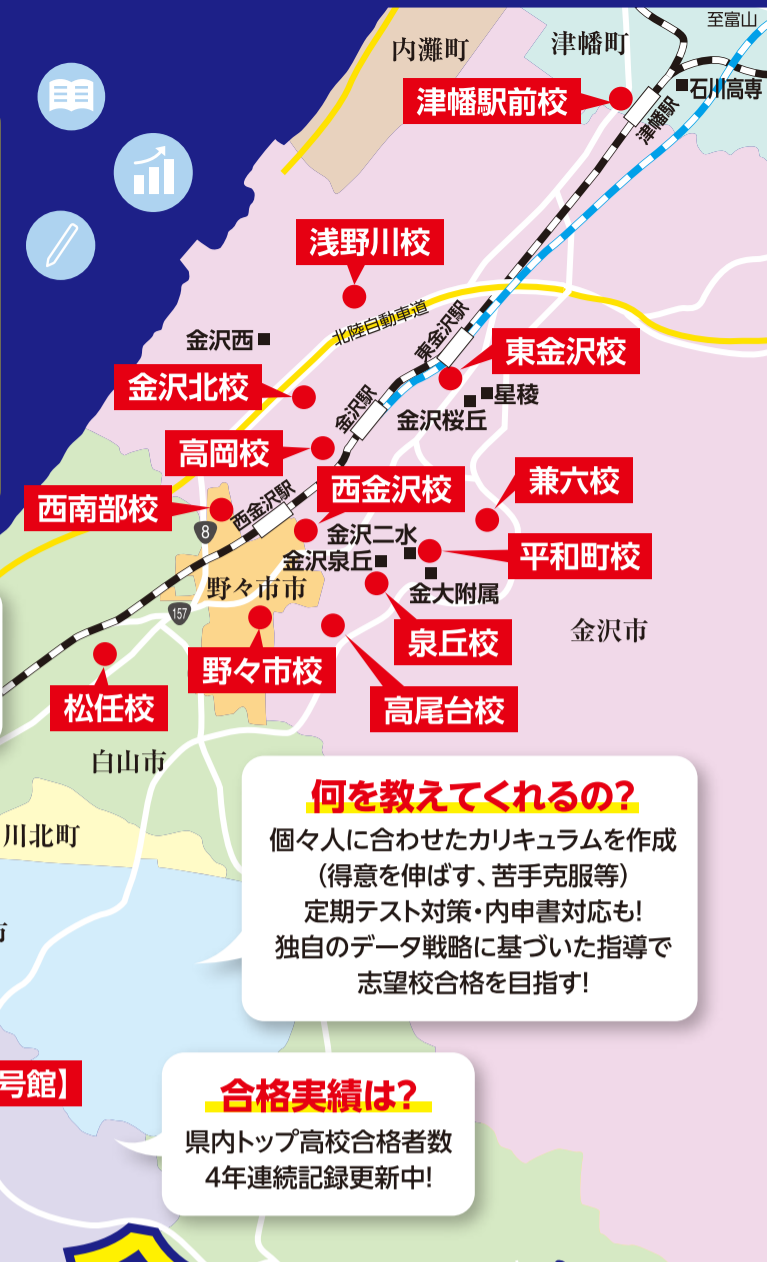 至富山
内灘町
津幡町
石川高専
津幡駅前校
津幡駅
浅野川校
北陸自動車道
金沢西
東金沢駅
東金沢校
金沢北校
星稜
金沢駅
金沢桜丘
高岡校
西金沢校
兼六校
西南部校
西金沢駅
8
金沢二水
金沢泉丘
平和町校
野々市市
金大附属
157
金沢市
泉丘校
野々市校
松任校
高尾台校
白山市
川北町
何を教えてくれるの?
個々人に合わせたカリキュラムを作成
(得意を伸ばす、苦手克服等)
定期テスト対策・内申書対応も!
独自のデータ戦略に基づいた指導で
志望校合格を目指す!
号館】
合格実績は?
県内トップ高校合格者数
4年連続記録更新中!